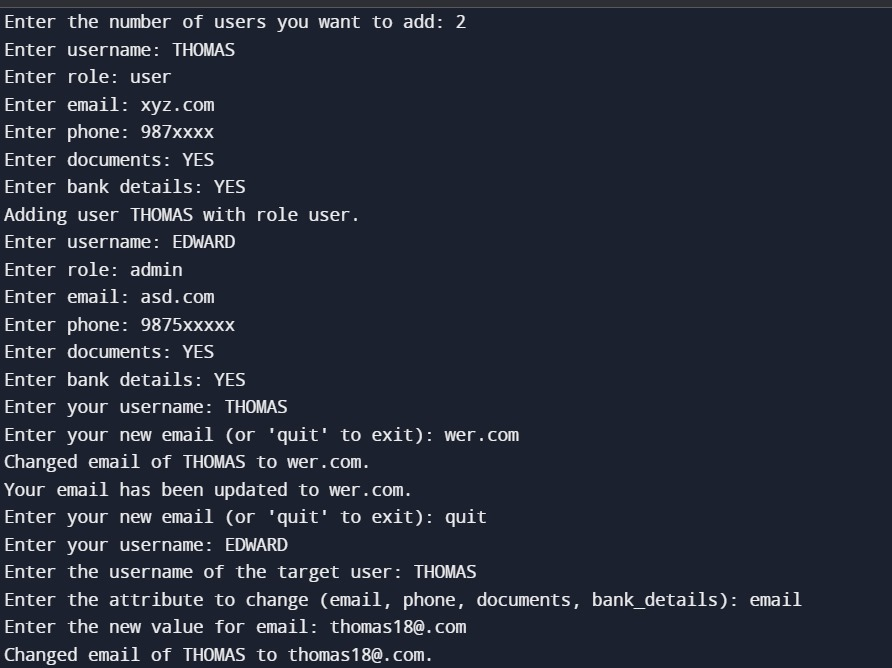 Enter the number of users you want to add: 2
Enter username: THOMAS
Enter role: user
Enter email: xyz.com
Enter phone: 987xxxx
Enter documents: YES
Enter bank details: YES
Adding user THOMAS with role user.
Enter username: EDWARD
Enter role: admin
Enter email: asd.com
Enter phone: 9875xxxxx
Enter documents: YES
Enter bank details: YES
Enter your username: THOMAS
Enter your new email (or 'quit' to exit): wer.com
Changed email of THOMAS to wer.com.
Your email has been updated to wer.com.
Enter your new email (or 'quit' to exit): quit
Enter your username: EDWARD
Enter the username of the target user: THOMAS
Enter the attribute to change (email, phone, documents, bank_details): email
Enter the new value for email: thomas18@.com
Changed email of THOMAS to thomas18@.com.